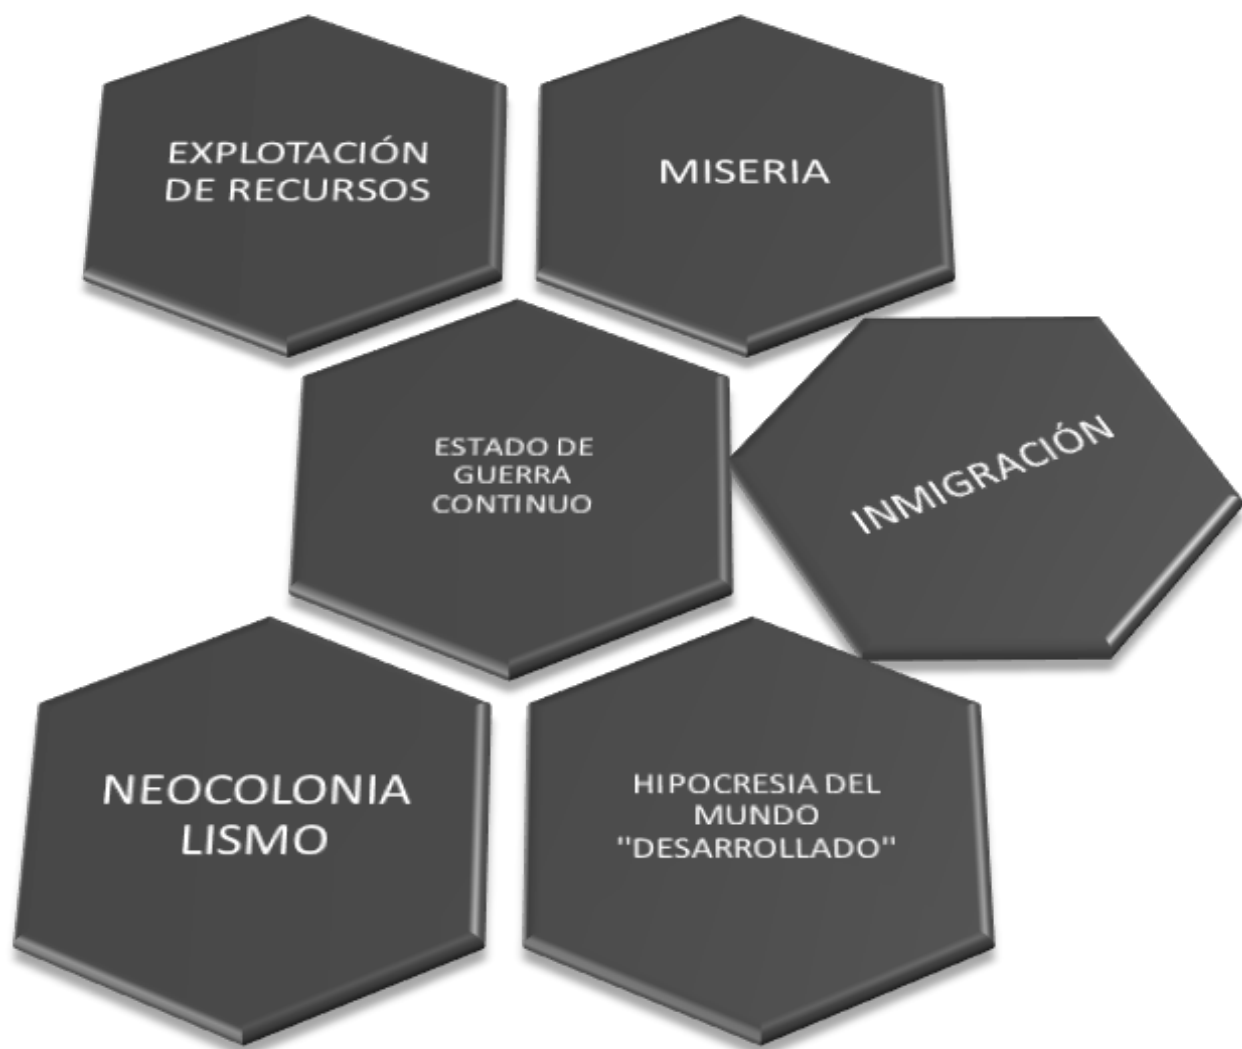 EXPLOTACIÓN
DE RECURSOS
MISERIA
ESTADO DE
GUERRA
CONTINUO
INMIGRACIÓN
NEOCOLONIA
LISMO
HIPOCRESIA DEL
MUNDO
"DESARROLLADO"